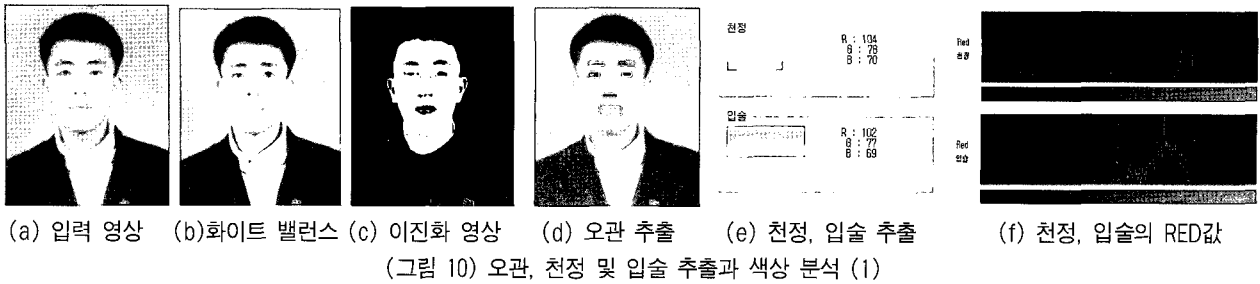 천정
R : 104
G : 78
B : 70
입술
R : 102
G : 77
B : 69
Red
천정
Red
입술
(a) 입력 영상
(b)화이트 밸런스
(c) 이진화 영상
(d) 오관 추출
(e) 천정, 입술 추출
(f) 천정, 입술의 RED값
(그림 10) 오관, 천정 및 입술 추출과 색상 분석 (1)